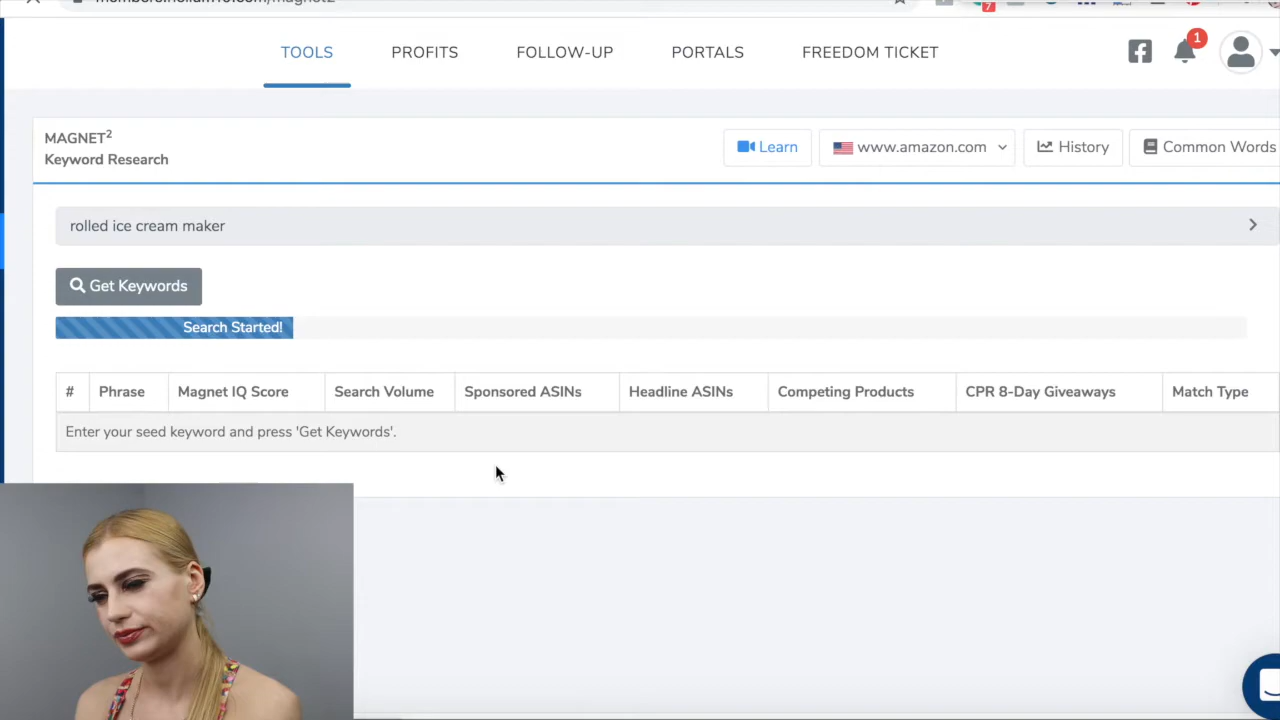 TOOLS PROFITS FOLLOW-UP PORTALS FREEDOM TICKET 1
7
MAGNET²
Keyword Research
Learn www.amazon.com History Common Words
rolled ice cream maker
Get Keywords
Search Started!
# Phrase Magnet IQ Score Search Volume Sponsored ASINs Headline ASINs Competing Products CPR 8-Day Giveaways Match Type
Enter your seed keyword and press 'Get Keywords'.